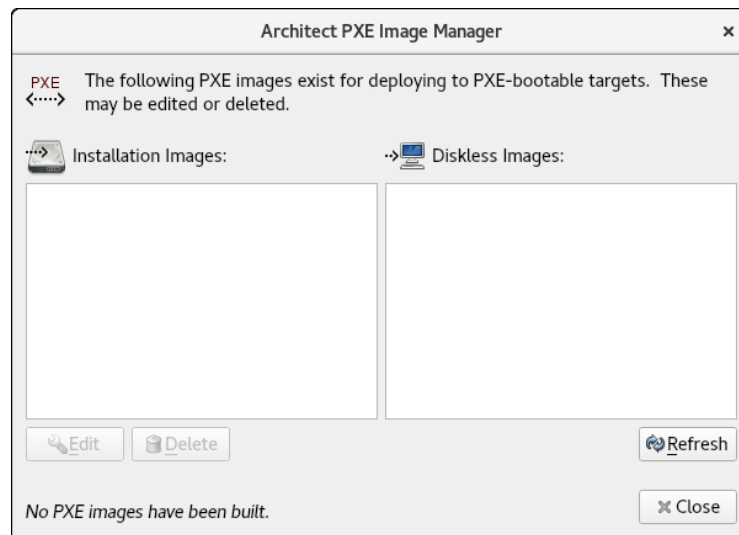 Architect PXE Image Manager
PXE
The following PXE images exist for deploying to PXE-bootable targets. These
may be edited or deleted.
Installation Images:
Diskless Images:
Edit
Delete
Refresh
No PXE images have been built.
Close